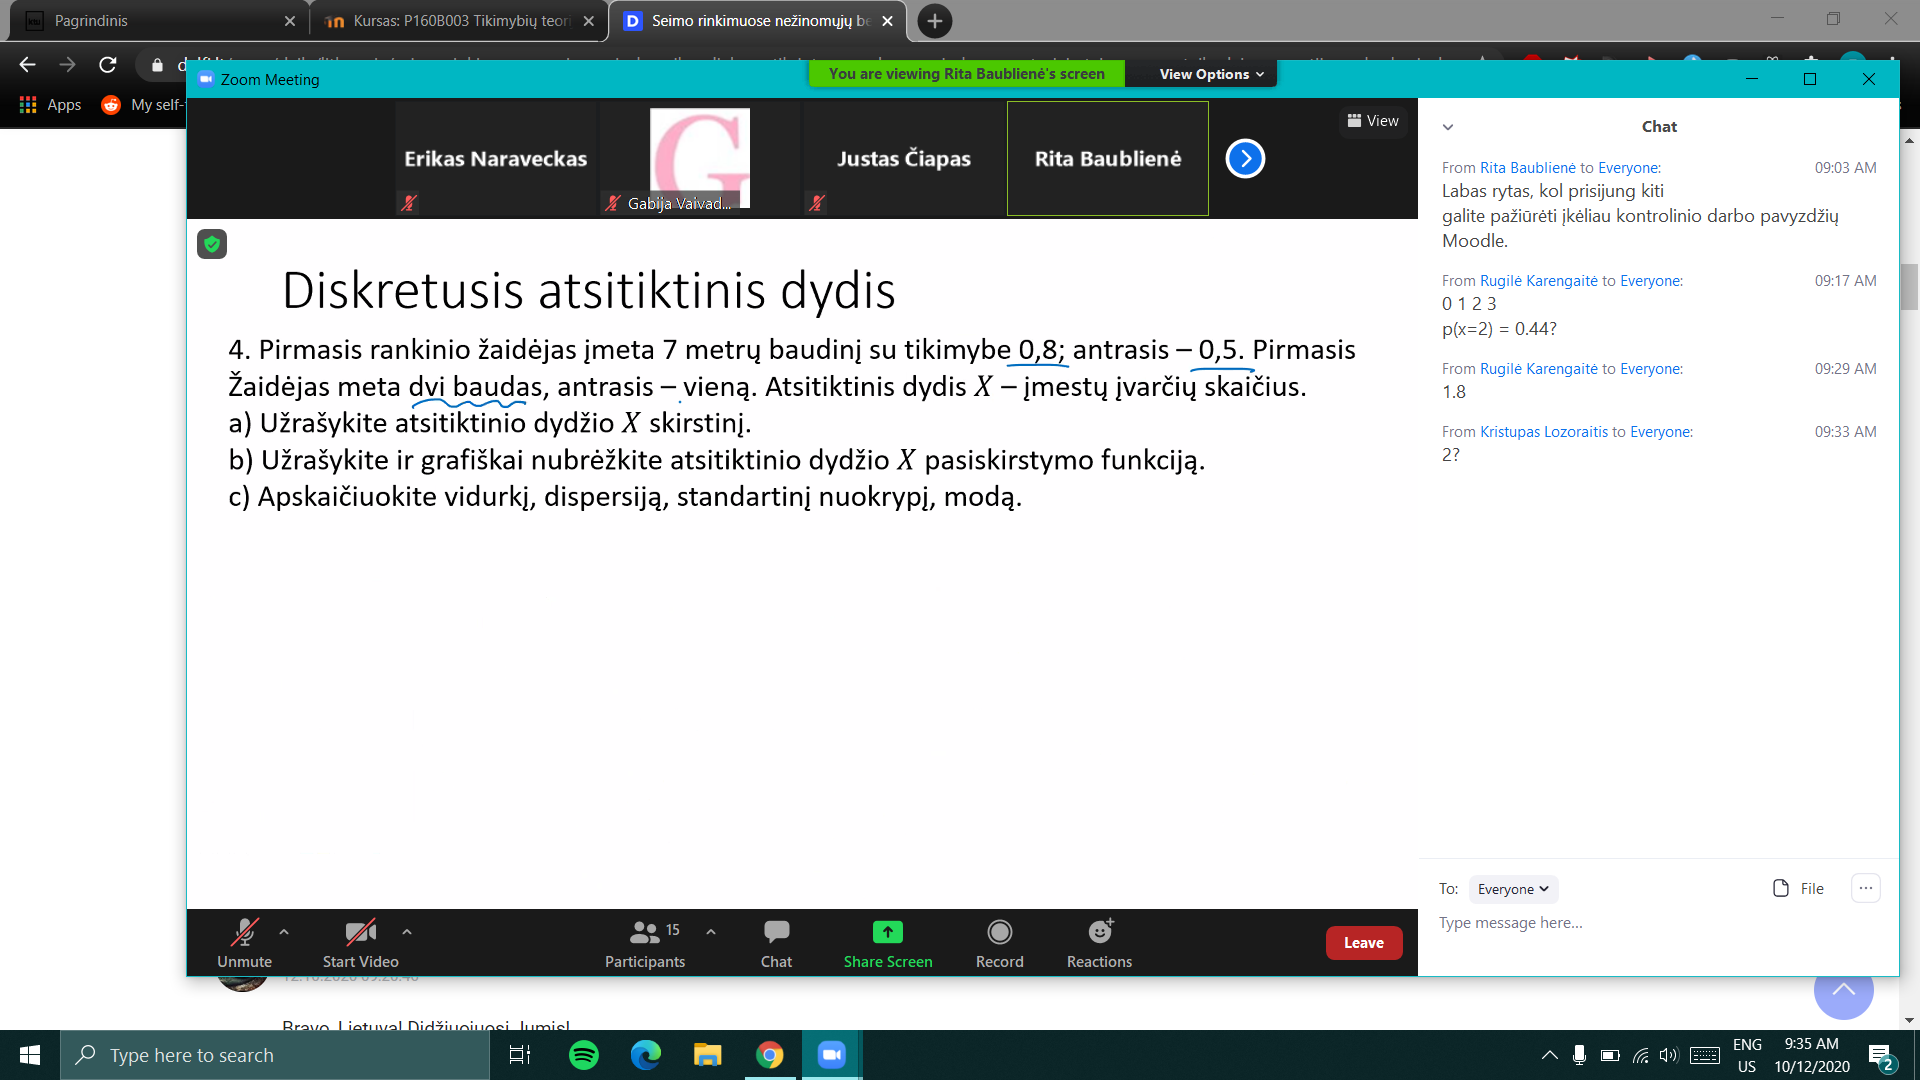 Pagrindinis
Kursas: P160B003 Tikimybių teori
Seimo rinkimuose nežinomųjų be
Apps
My self-
Zoom Meeting
You are viewing Rita Baublienė's screen
View Options
Erikas Naraveckas
G
Gabija Vaivad...
Justas Čiapas
Rita Baublienė
View
Diskretusis atsitiktinis dydis
4. Pirmasis rankinio žaidėjas įmeta 7 metrų baudinį su tikimybe 0,8; antrasis – 0,5. Pirmasis
Žaidėjas meta dvi baudas, antrasis – vieną. Atsitiktinis dydis X – įmestų įvarčių skaičius.
a) Užrašykite atsitiktinio dydžio X skirstinį.
b) Užrašykite ir grafiškai nubrėžkite atsitiktinio dydžio X pasiskirstymo funkciją.
c) Apskaičiuokite vidurkį, dispersiją, standartinį nuokrypį, modą.
Chat
From Rita Baublienė to Everyone: 09:03 AM
Labas rytas, kol prisijung kiti
galite pažiūrėti įkėliau kontrolinio darbo pavyzdžių
Moodle.
From Rugilė Karengaitė to Everyone: 09:17 AM
0 1 2 3
p(x=2) = 0.44?
From Rugilė Karengaitė to Everyone: 09:29 AM
1.8
From Kristupas Lozoraitis to Everyone: 09:33 AM
2?
To: Everyone
File
Type message here...
Unmute
Start Video
15
Participants
Chat
Share Screen
Record
Reactions
Leave
Bravo, Lietuva! Didžiuojuosi Jumis!
Type here to search
ENG
US
9:35 AM
10/12/2020
2